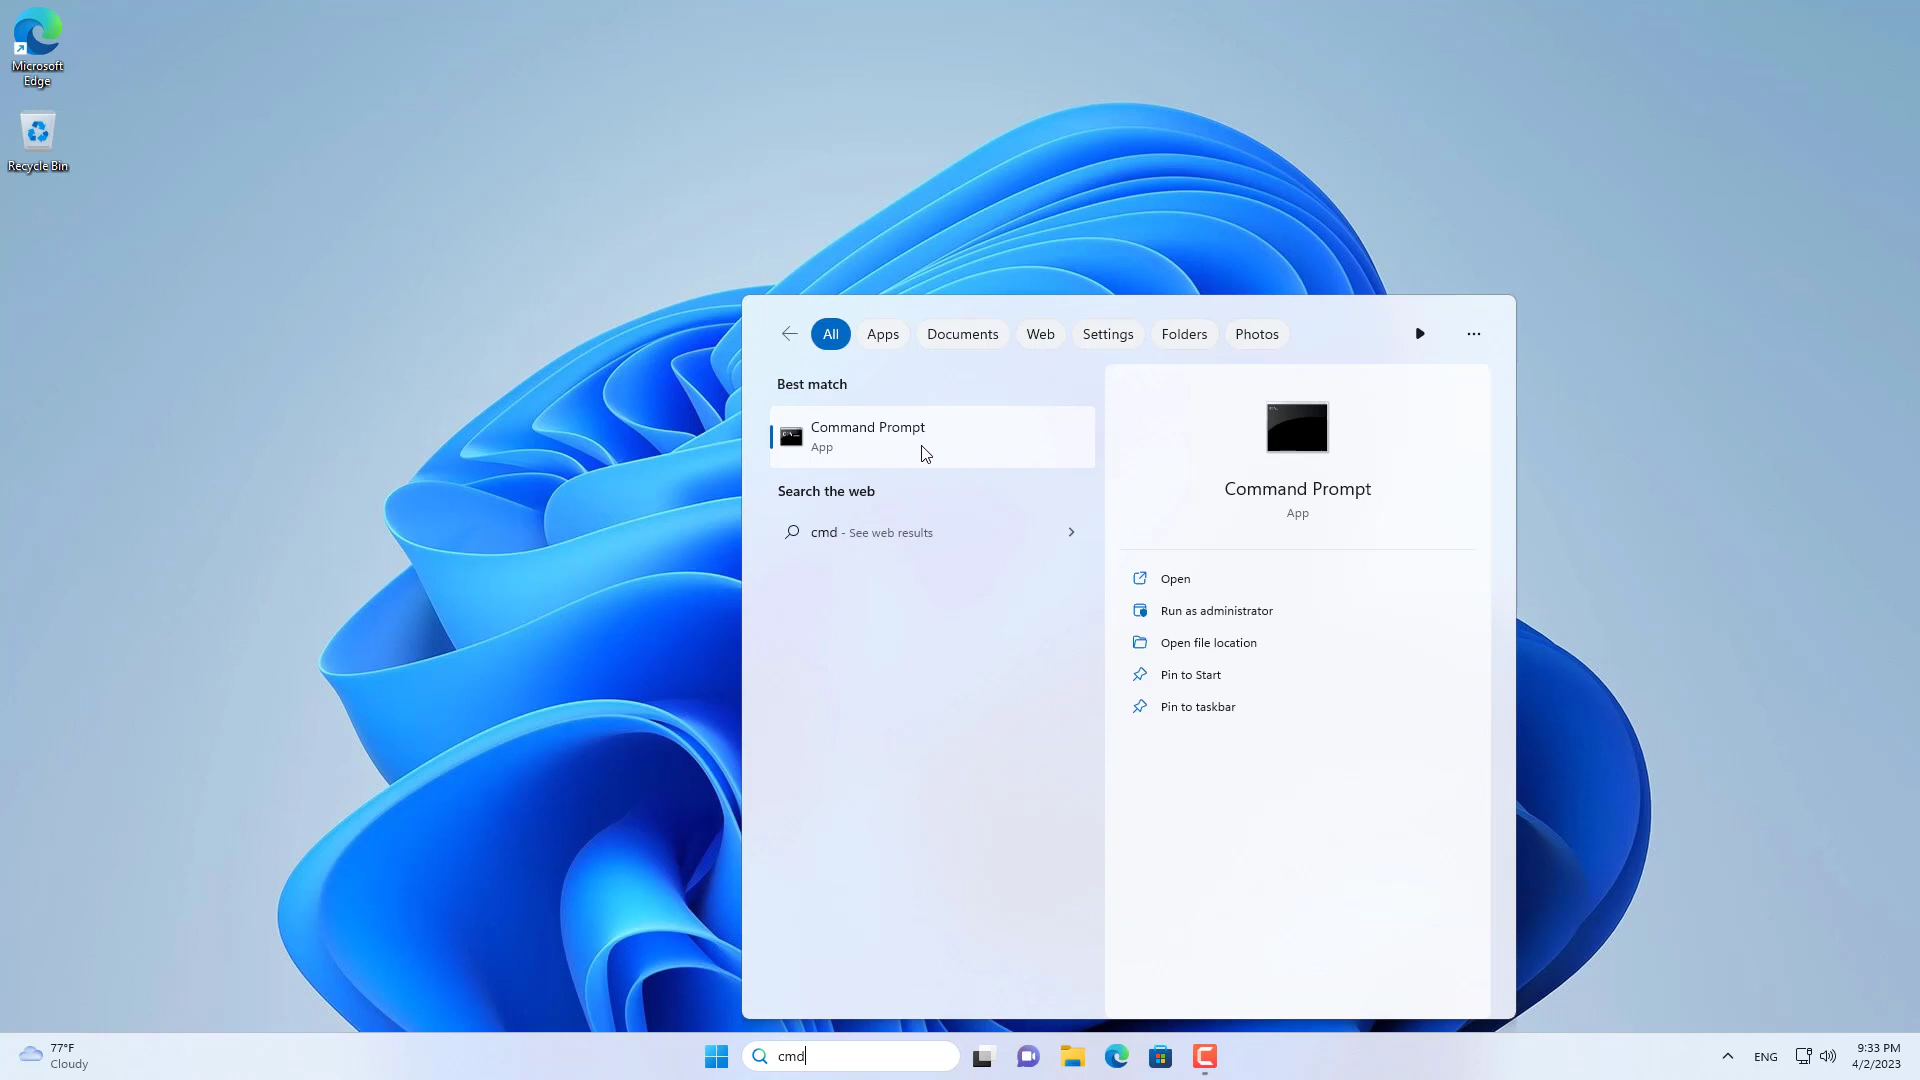 Microsoft
Edge
Recycle Bin
All
Apps
Documents
Web
Settings
Folders
Photos
Best match
Command Prompt
App
Search the web
cmd - See web results
Command Prompt
App
Open
Run as administrator
Open file location
Pin to Start
Pin to taskbar
77°F
Cloudy
cmd
ENG
9:33 PM
4/2/2023